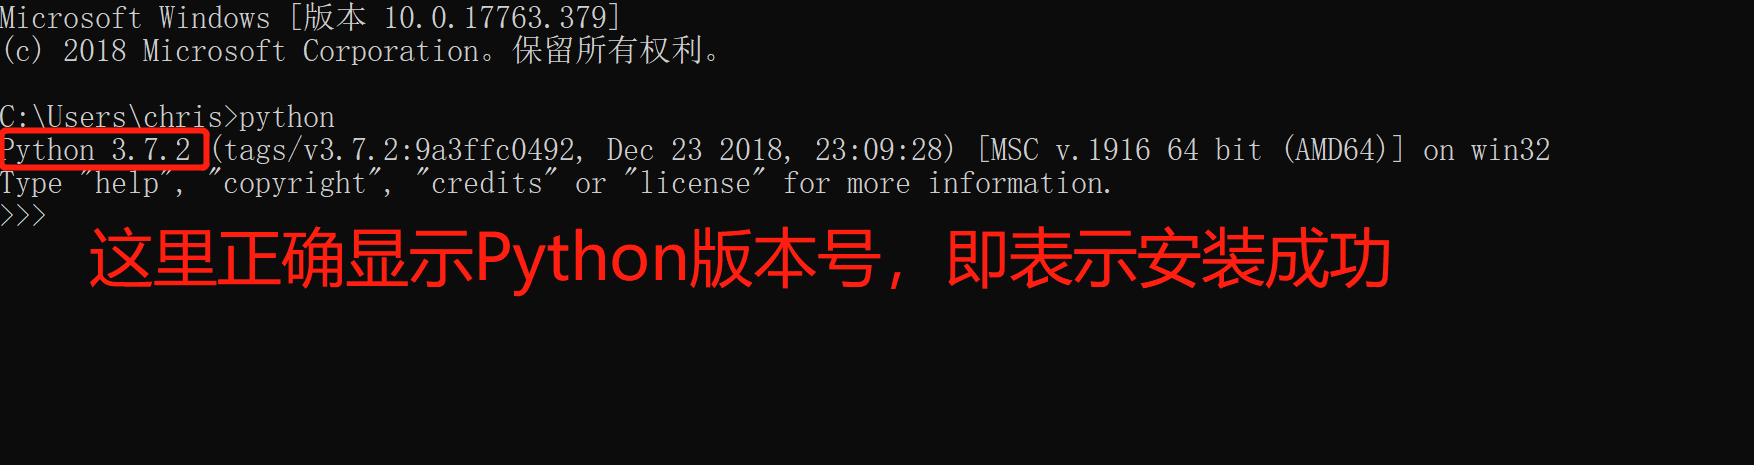 Microsoft Windows [版本 10.0.17763.379]
(c) 2018 Microsoft Corporation。保留所有权利。
C:\Users\chris>python
Python 3.7.2 (tags/v3.7.2:9a3ffc0492, Dec 23 2018, 23:09:28) [MSC v.1916 64 bit (AMD64)] on win32
Type "help", "copyright", "credits" or "license" for more information.
>>>
这里正确显示Python版本号，即表示安装成功